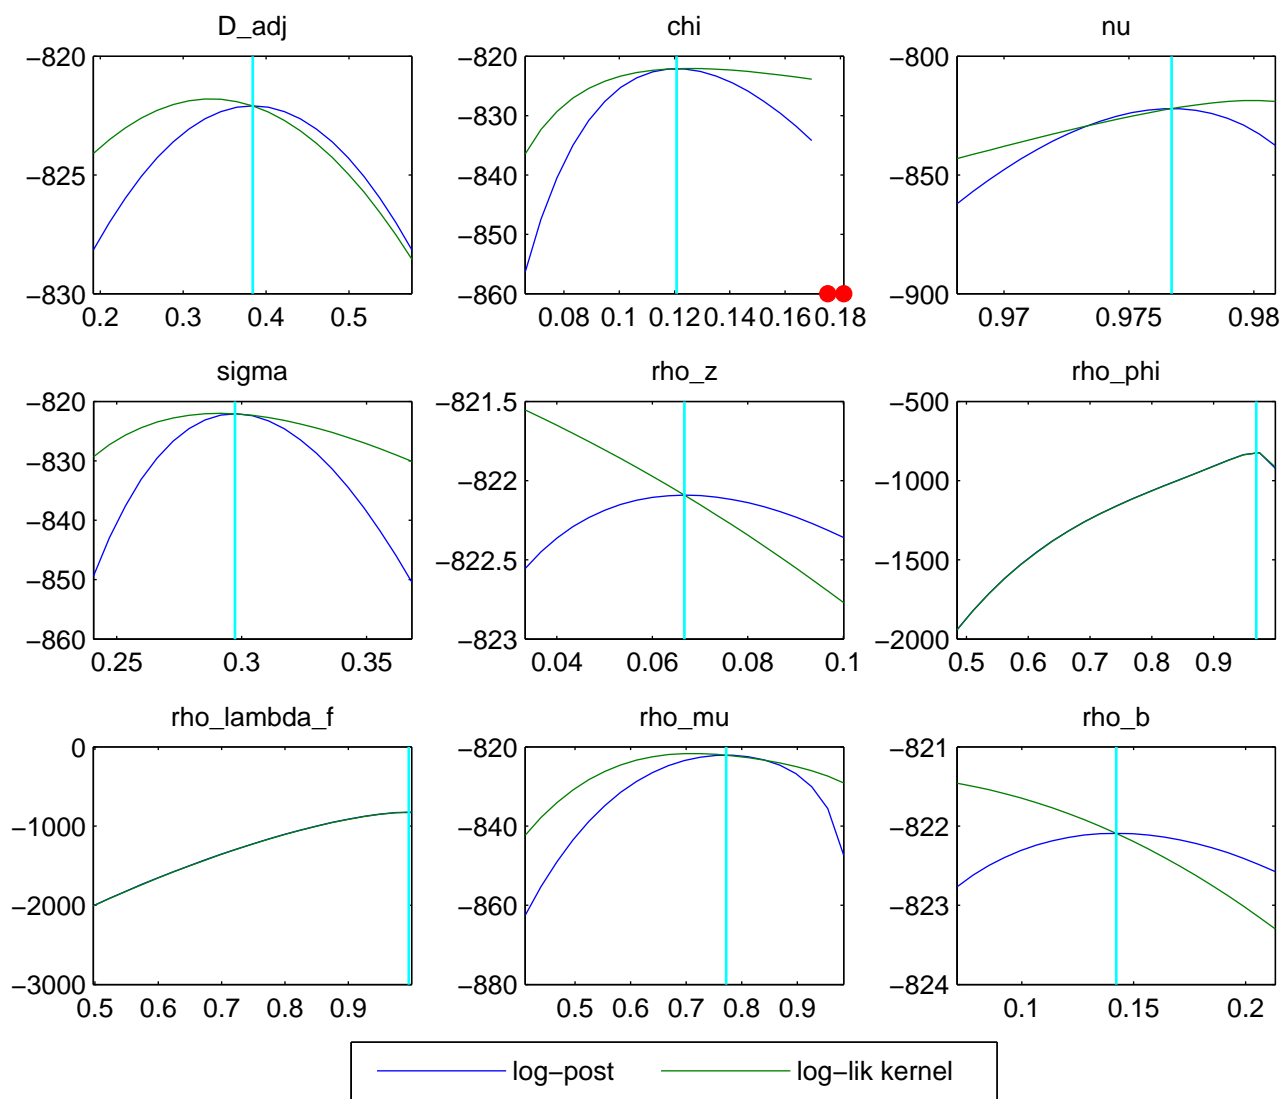 D_adj
chi
nu
−820
−825
−830
0.2 0.3 0.4 0.5
−820
−830
−840
−850
−860
0.08 0.1 0.12 0.14 0.16 0.18
−800
−850
−900
0.97 0.975 0.98
sigma
rho_z
rho_phi
−820
−830
−840
−850
−860
0.25 0.3 0.35
−821.5
−822
−822.5
−823
0.04 0.06 0.08 0.1
−500
−1000
−1500
−2000
0.5 0.6 0.7 0.8 0.9
rho_lambda_f
rho_mu
rho_b
0
−1000
−2000
−3000
0.5 0.6 0.7 0.8 0.9
−820
−840
−860
−880
0.5 0.6 0.7 0.8 0.9
−821
−822
−823
−824
0.1 0.15 0.2
log−post log−lik kernel